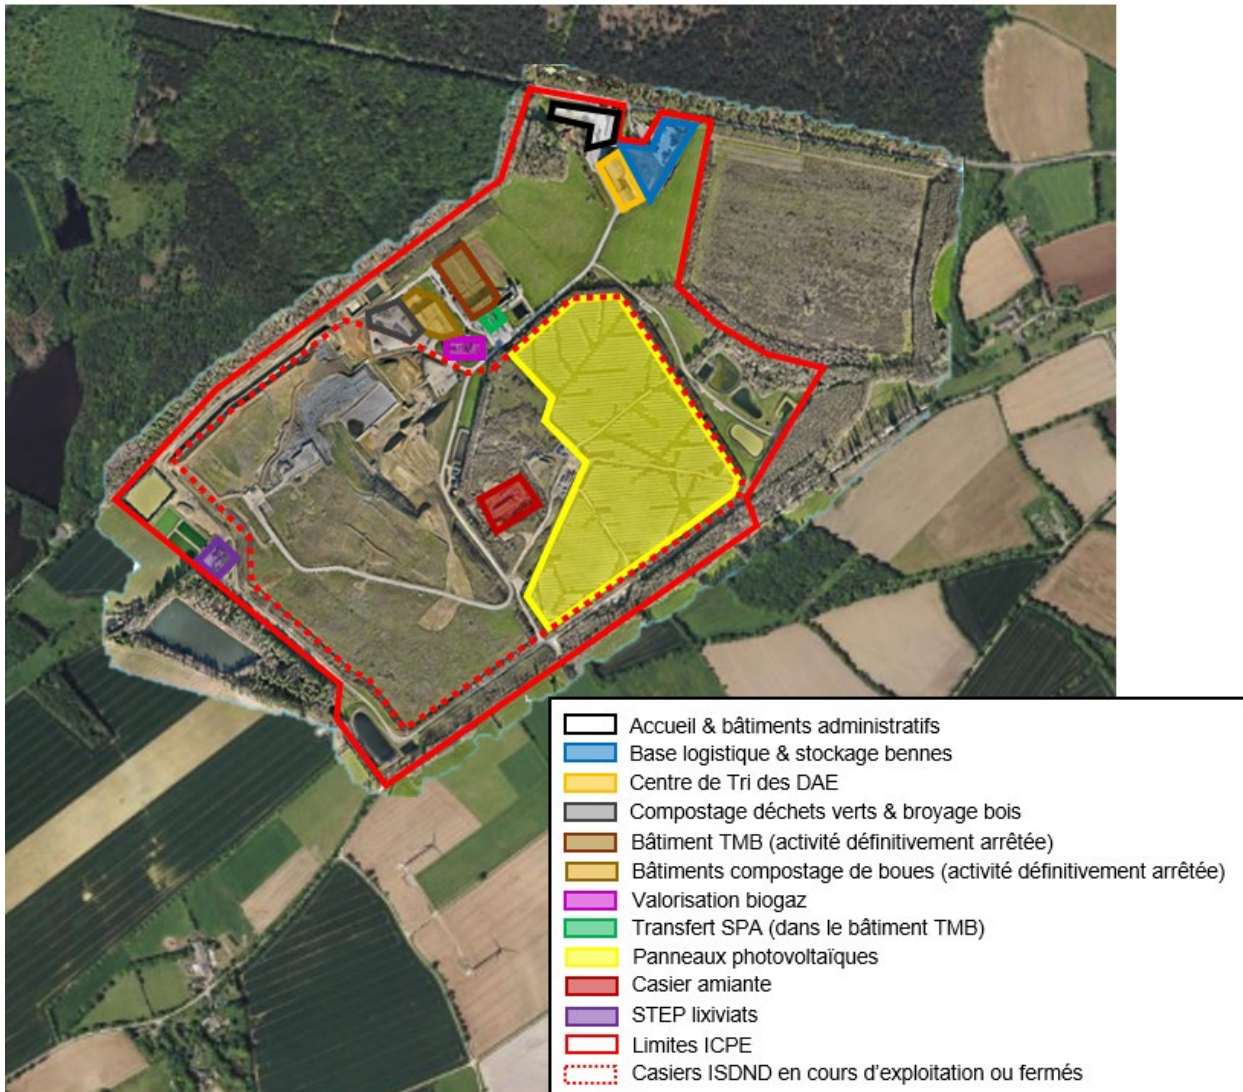 Accueil & bâtiments administratifs
Base logistique & stockage bennes
Centre de Tri des DAE
Compostage déchets verts & broyage bois
Bâtiment TMB (activité définitivement arrêtée)
Bâtiments compostage de boues (activité définitivement arrêtée)
Valorisation biogaz
Transfert SPA (dans le bâtiment TMB)
Panneaux photovoltaïques
Casier amiante
STEP lixiviats
Limites ICPE
Casiers ISDND en cours d'exploitation ou fermés